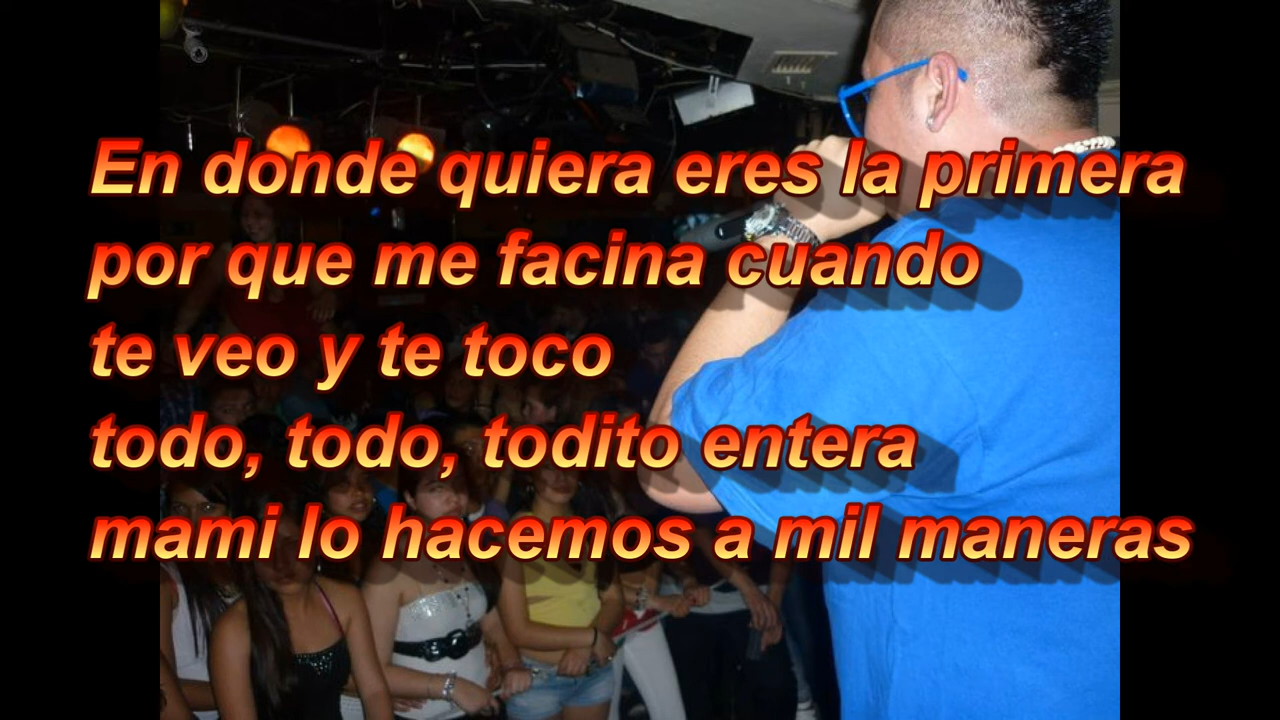 En donde quiera eres la primera
por que me facina cuando
te veo y te toco
todo, todo, todito entera
mami lo hacemos a mil maneras